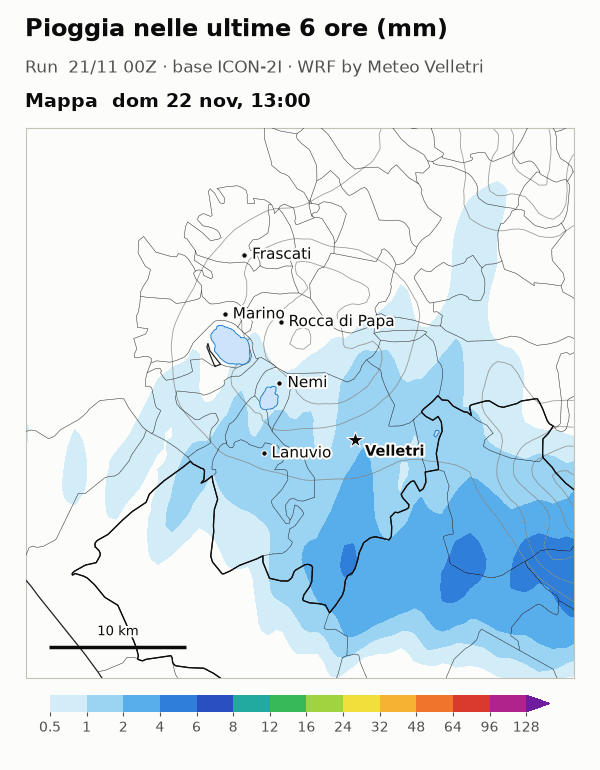 Pioggia nelle ultime 6 ore (mm)
Run  21/11 00Z · base ICON-2I · WRF by Meteo Velletri
Mappa  dom 22 nov, 13:00
Frascati
Marino
Rocca di Papa
Nemi
Velletri
Lanuvio
10 km
0.5 1 2 4 6 8 12 16 24 32 48 64 96 128